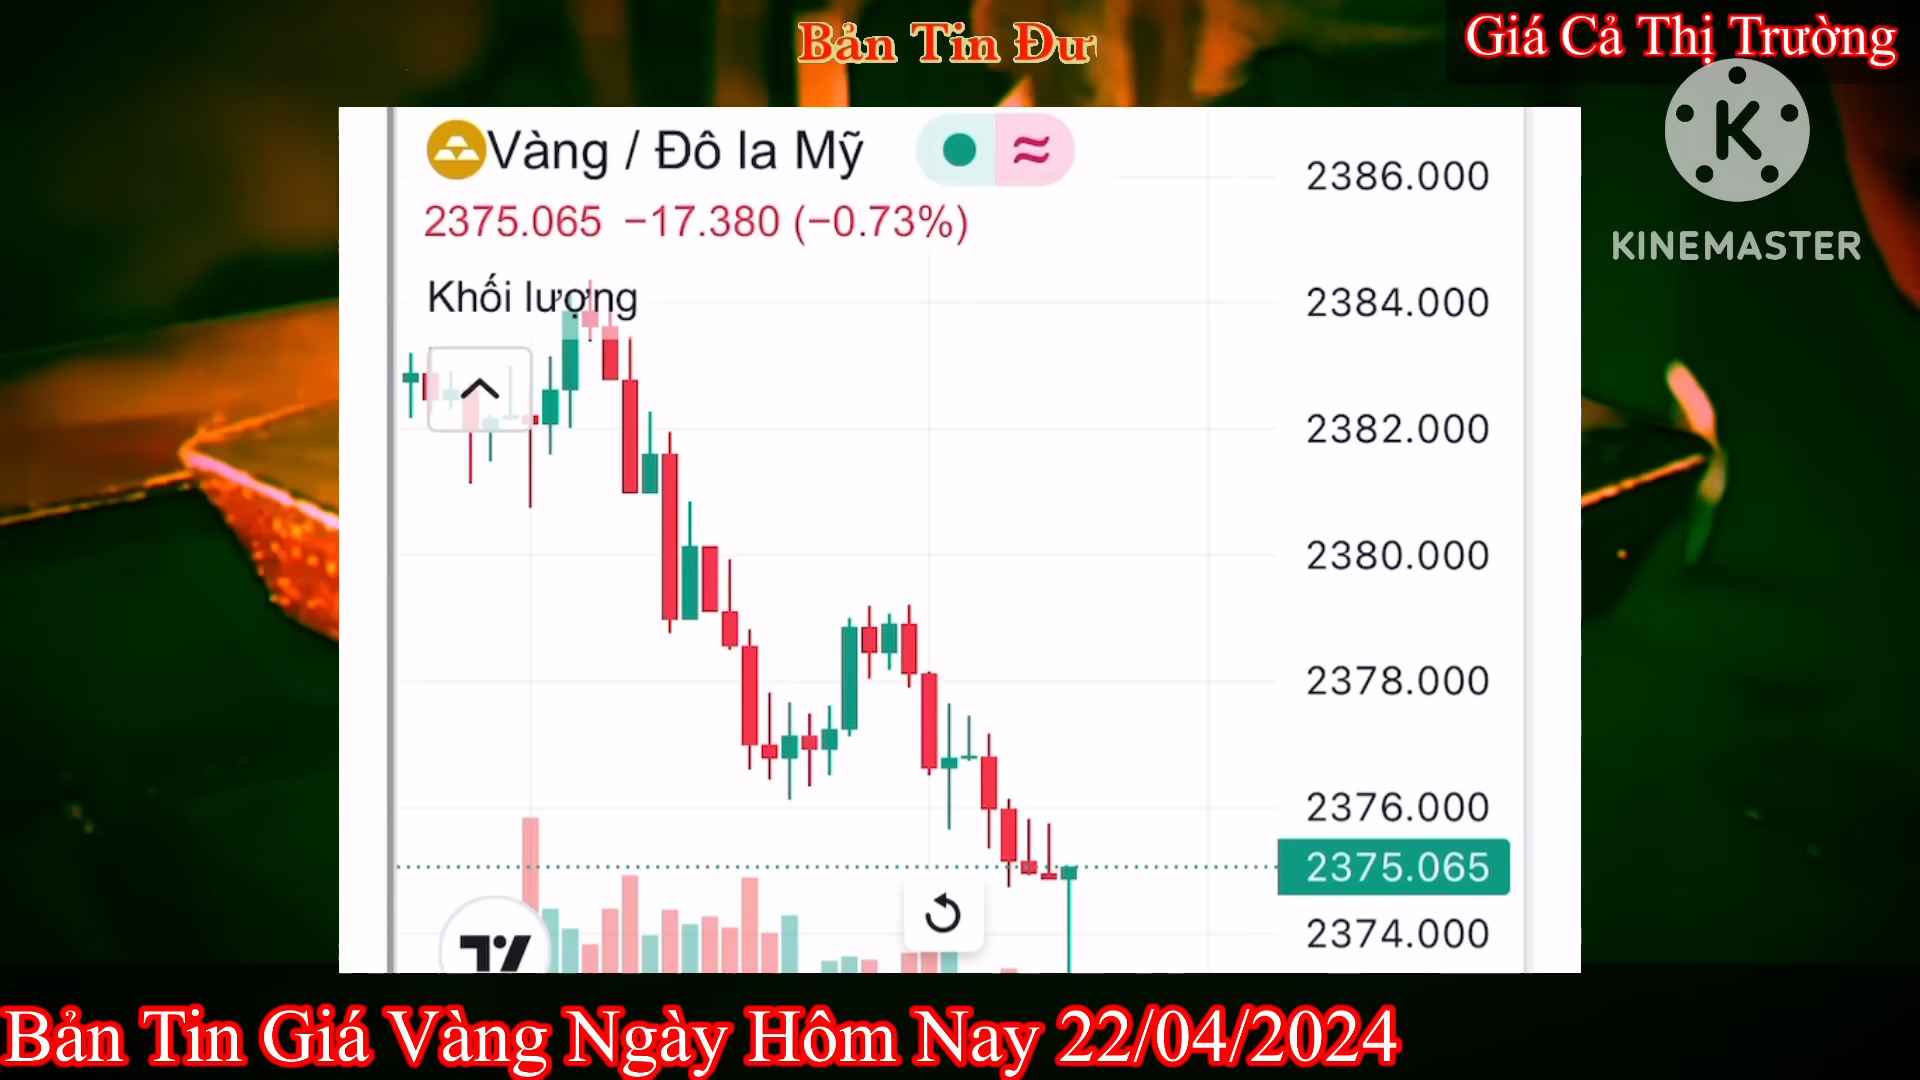 Bản Tin Đư
Giá Cả Thị Trường
K
KINEMASTER
Vàng / Đô la Mỹ
2375.065 −17.380 (−0.73%)
Khối lượng
2386.000
2384.000
2382.000
2380.000
2378.000
2376.000
2375.065
2374.000
Bản Tin Giá Vàng Ngày Hôm Nay 22/04/2024